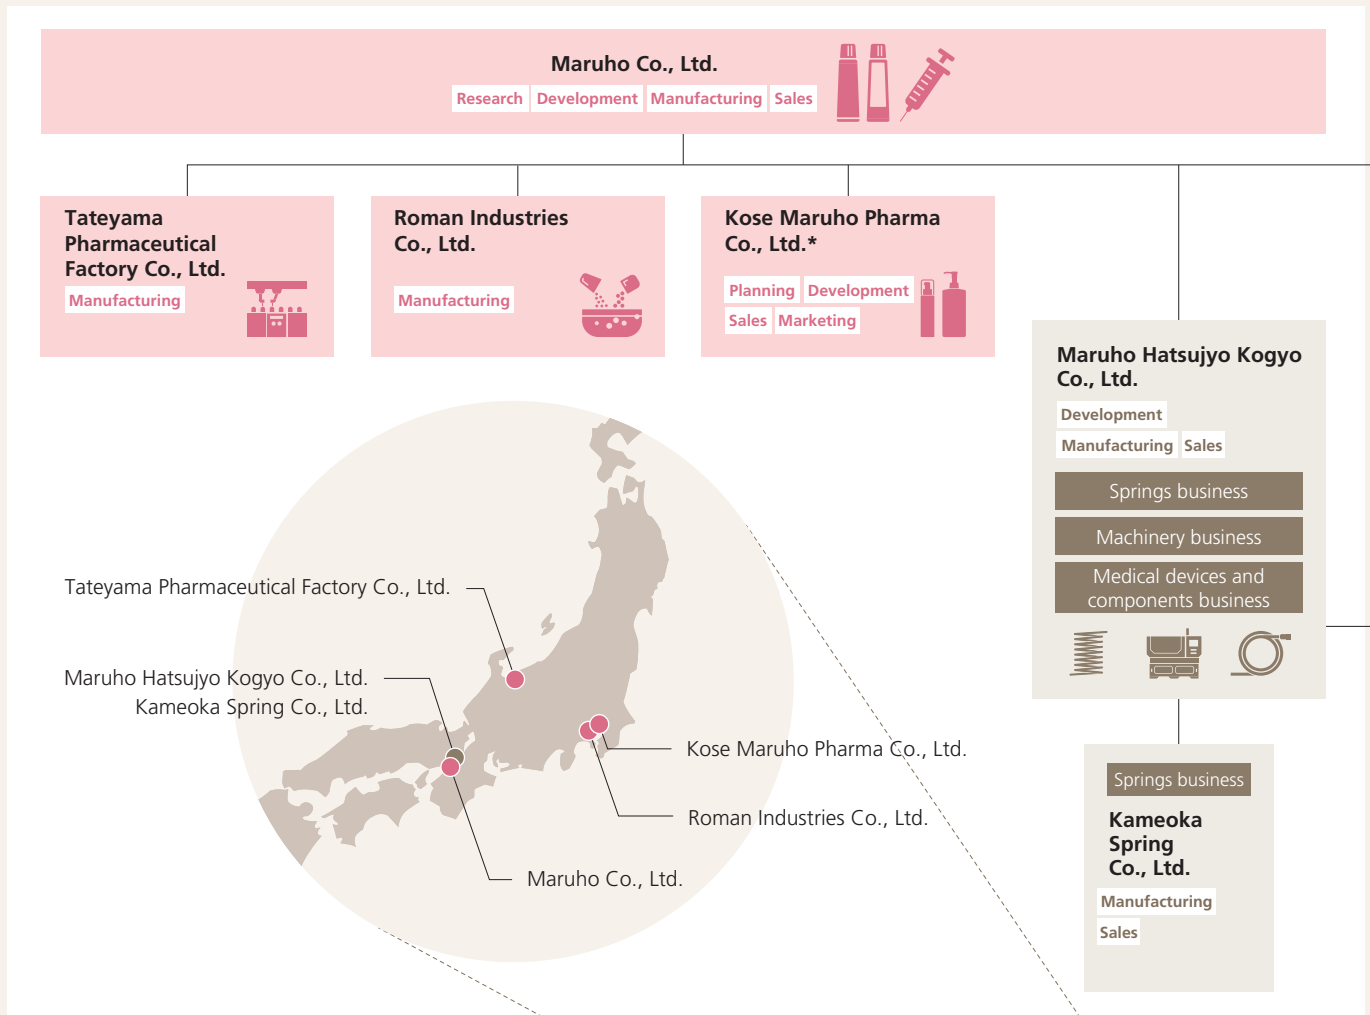 Maruho Co., Ltd.
Research Development Manufacturing Sales
Tateyama
Pharmaceutical
Factory Co., Ltd.
Manufacturing
Roman Industries
Co., Ltd.
Manufacturing
Kose Maruho Pharma
Co., Ltd.*
Planning Development
Sales Marketing
Maruho Hatsujyo Kogyo
Co., Ltd.
Development
Manufacturing Sales
Springs business
Machinery business
Medical devices and
components business
Springs business
Kameoka
Spring
Co., Ltd.
Manufacturing
Sales
Tateyama Pharmaceutical Factory Co., Ltd.
Maruho Hatsujyo Kogyo Co., Ltd.
Kameoka Spring Co., Ltd.
Kose Maruho Pharma Co., Ltd.
Roman Industries Co., Ltd.
Maruho Co., Ltd.